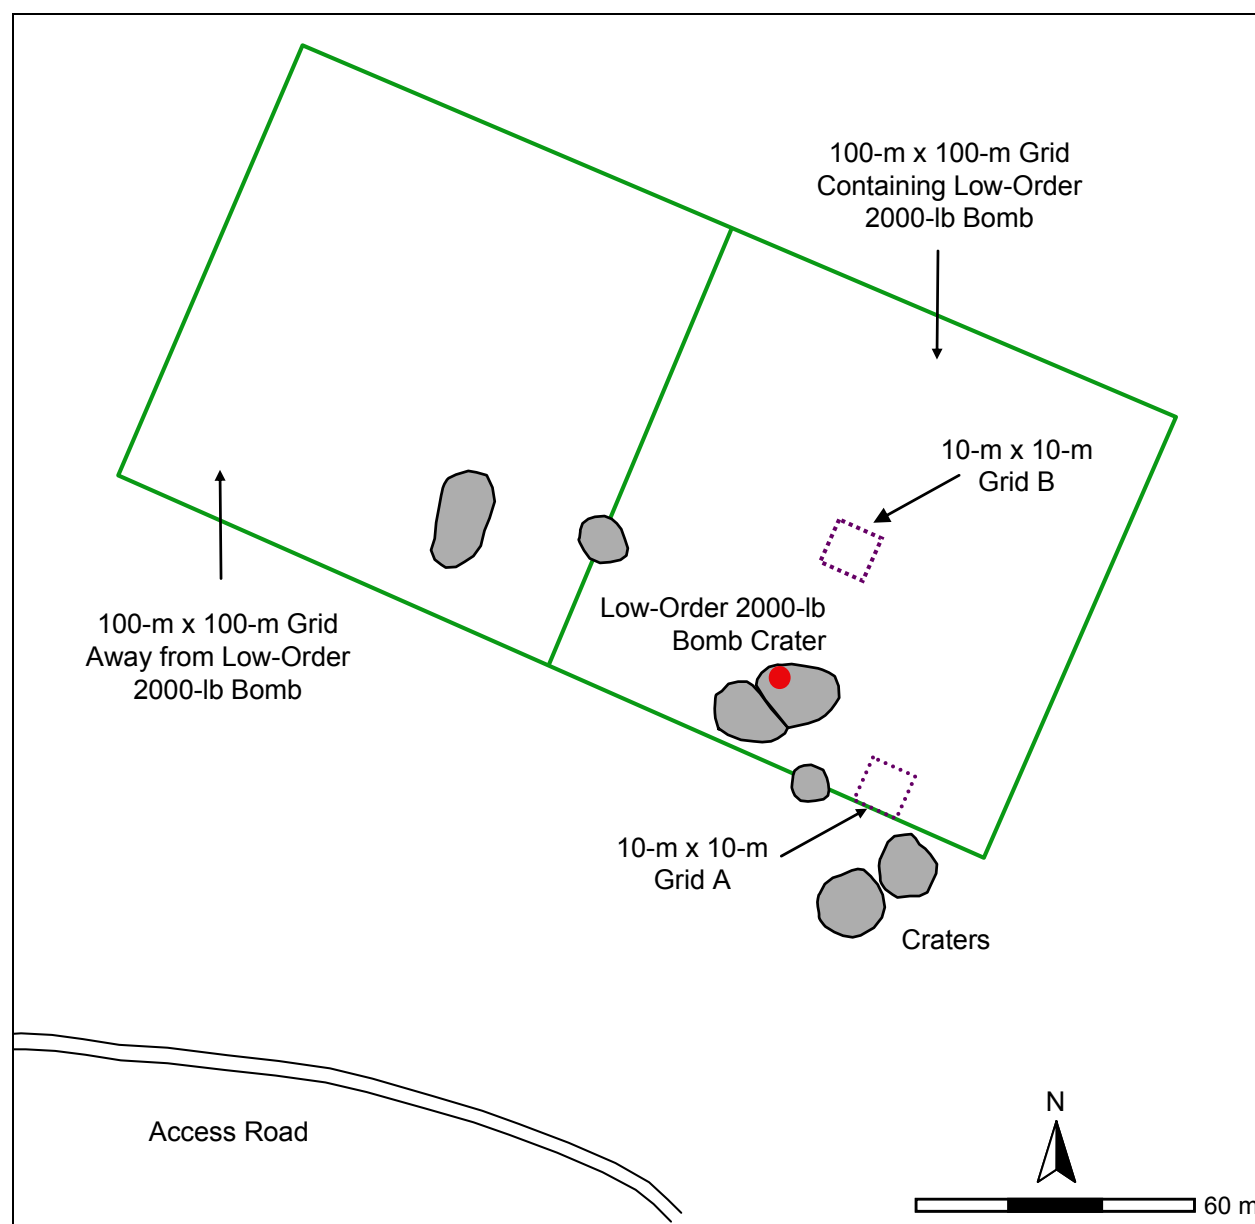 100-m x 100-m Grid
Containing Low-Order
2000-lb Bomb
10-m x 10-m
Grid B
Low-Order 2000-lb
Bomb Crater
100-m x 100-m Grid
Away from Low-Order
2000-lb Bomb
10-m x 10-m
Grid A
Craters
Access Road
N
60 m